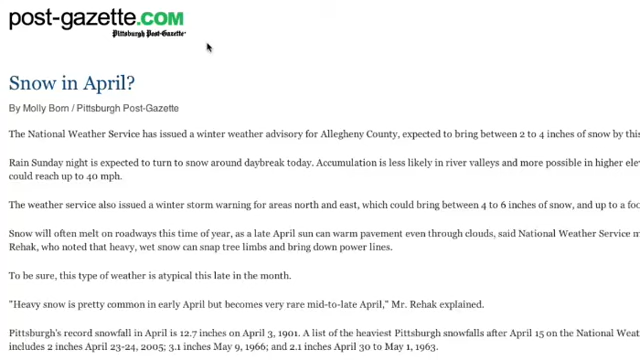 post-gazette.COM
Pittsburgh Post-Gazette
Snow in April?
By Molly Born / Pittsburgh Post-Gazette
The National Weather Service has issued a winter weather advisory for Allegheny County, expected to bring between 2 to 4 inches of snow by this
Rain Sunday night is expected to turn to snow around daybreak today. Accumulation is less likely in river valleys and more possible in higher ele
could reach up to 40 mph.
The weather service also issued a winter storm warning for areas north and east, which could bring between 4 to 6 inches of snow, and up to a foo
Snow will often melt on roadways this time of year, as a late April sun can warm pavement even through clouds, said National Weather Service m
Rehak, who noted that heavy, wet snow can snap tree limbs and bring down power lines.
To be sure, this type of weather is atypical this late in the month.
"Heavy snow is pretty common in early April but becomes very rare mid-to-late April," Mr. Rehak explained.
Pittsburgh's record snowfall in April is 12.7 inches on April 3, 1901. A list of the heaviest Pittsburgh snowfalls after April 15 on the National Weat
includes 2 inches April 23-24, 2005; 3.1 inches May 9, 1966; and 2.1 inches April 30 to May 1, 1963.